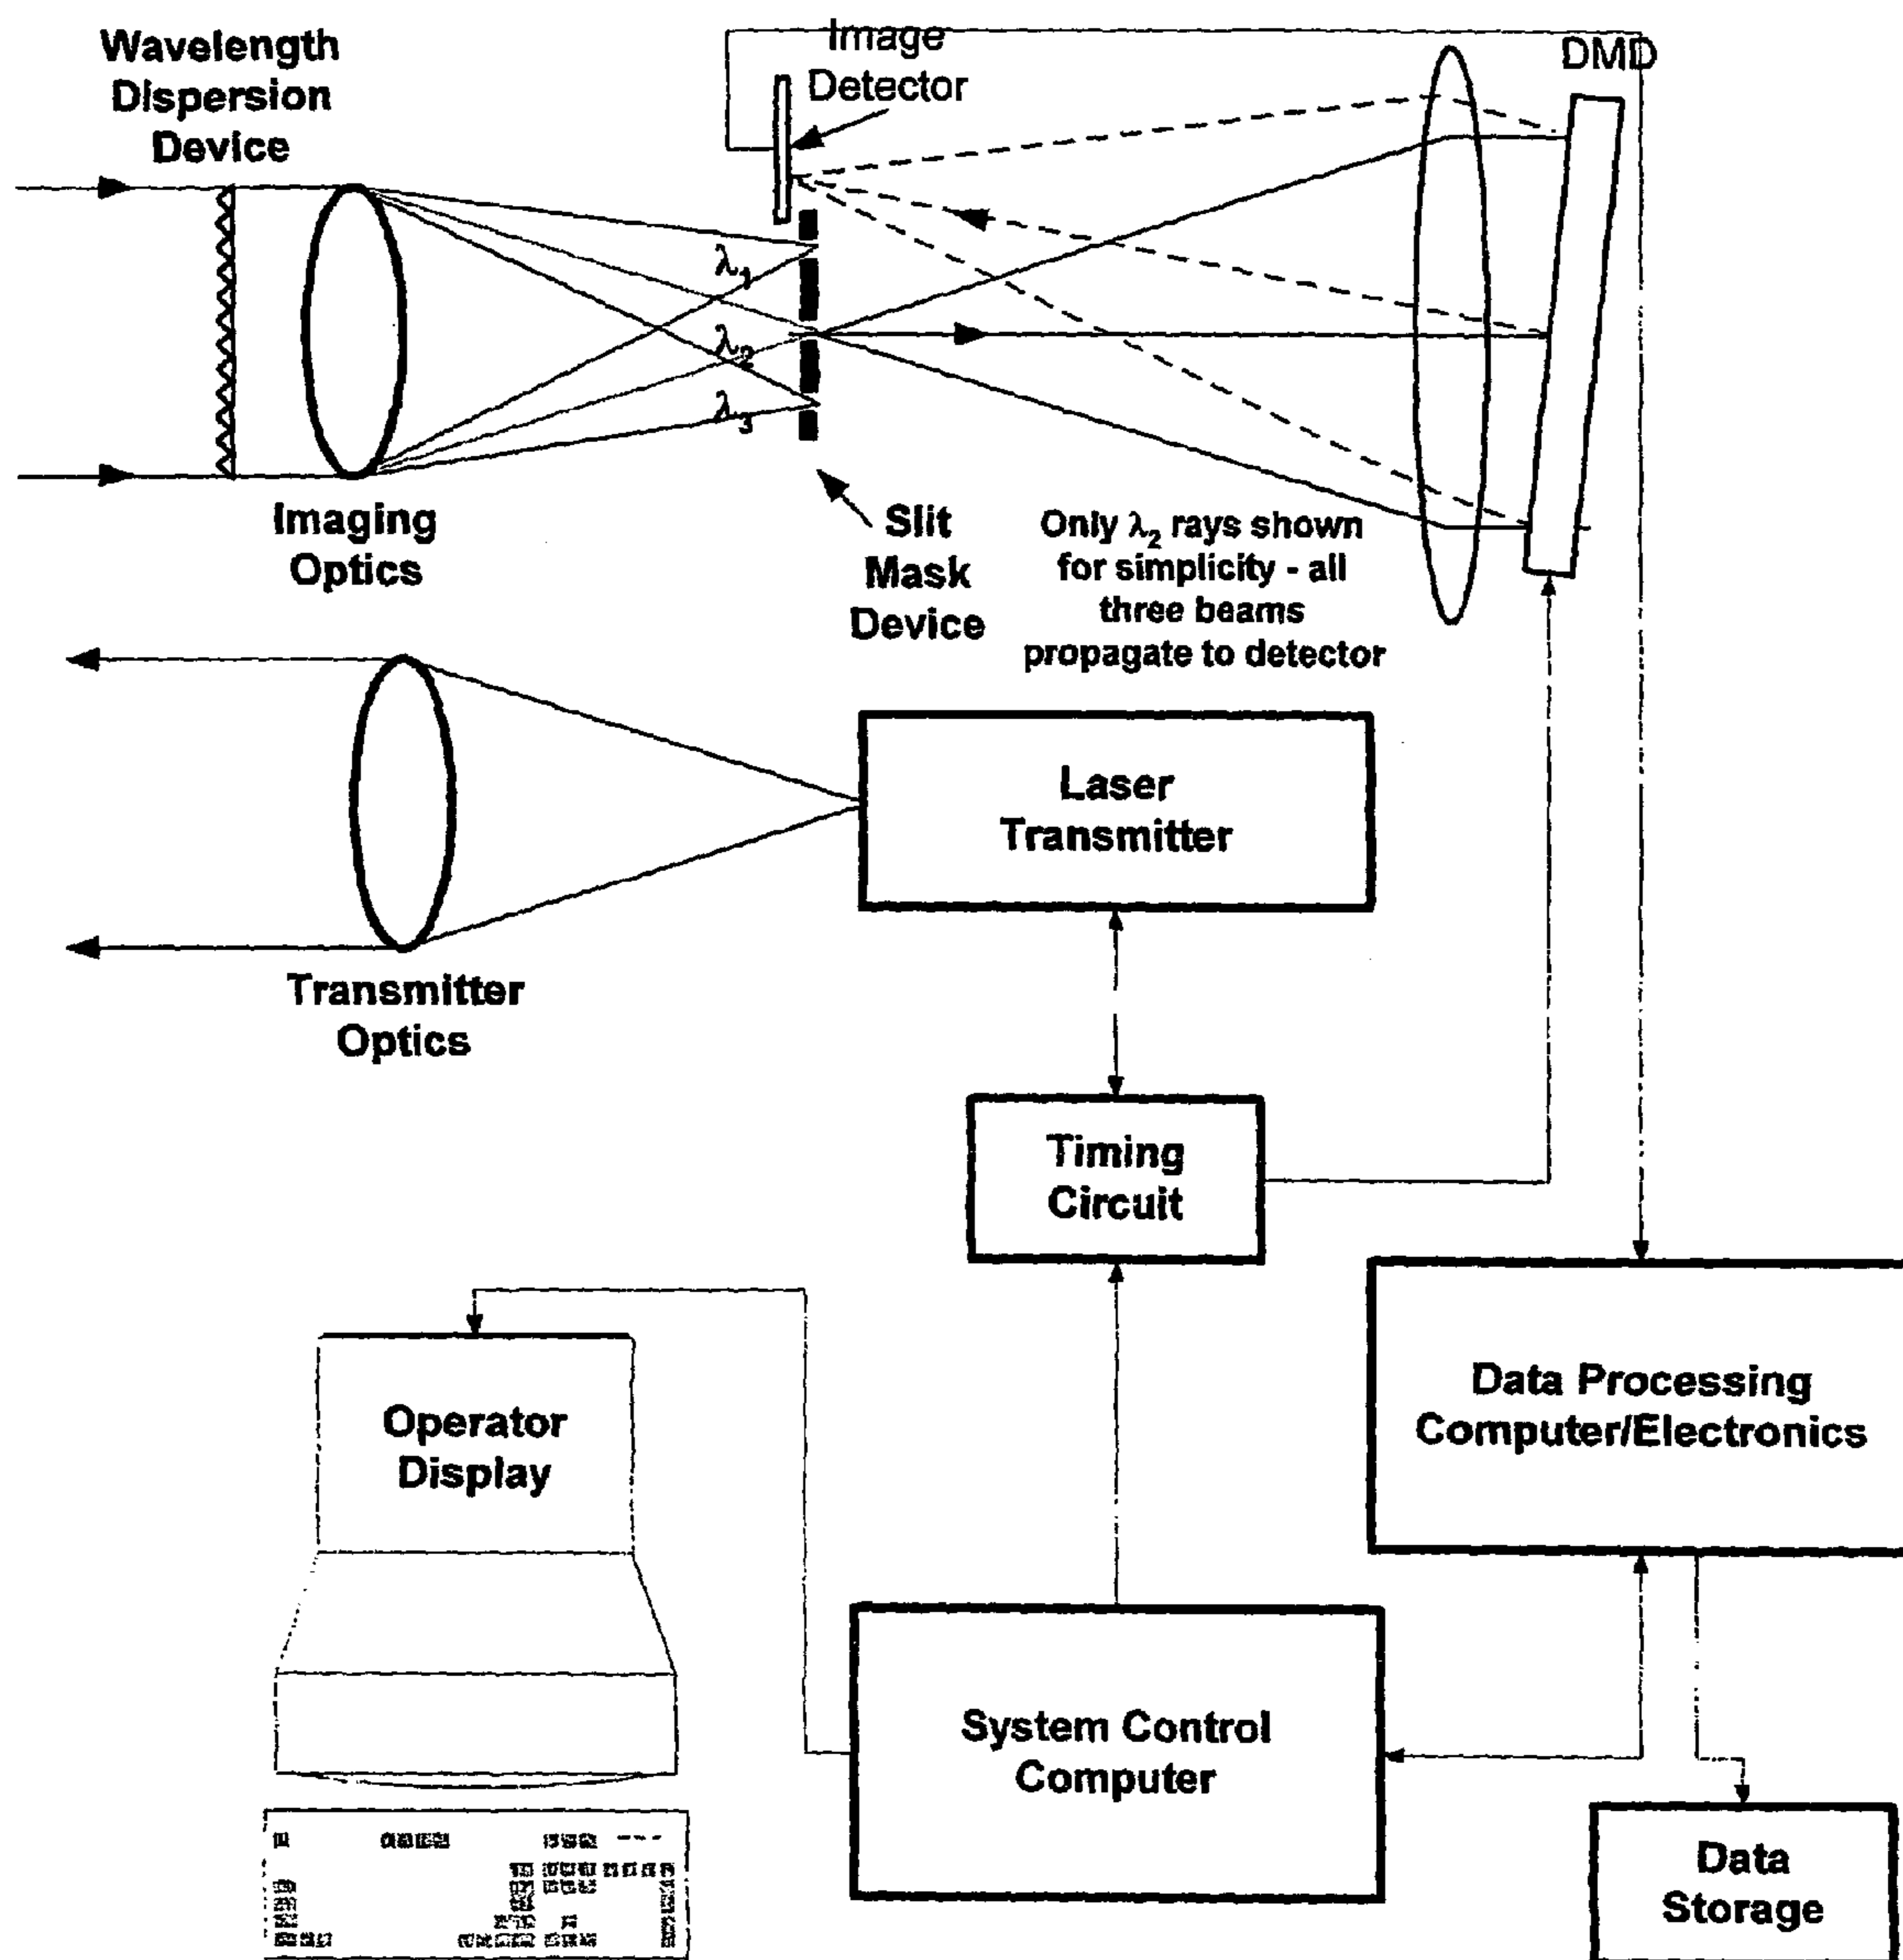 Wavelength
Dispersion
Device
Image
Detector
DMD
λ1
λ2
λ3
Imaging
Optics
Slit
Mask
Device
Only λ2 rays shown
for simplicity - all
three beams
propagate to detector
Laser
Transmitter
Transmitter
Optics
Timing
Circuit
Operator
Display
Data Processing
Computer/Electronics
System Control
Computer
Data
Storage